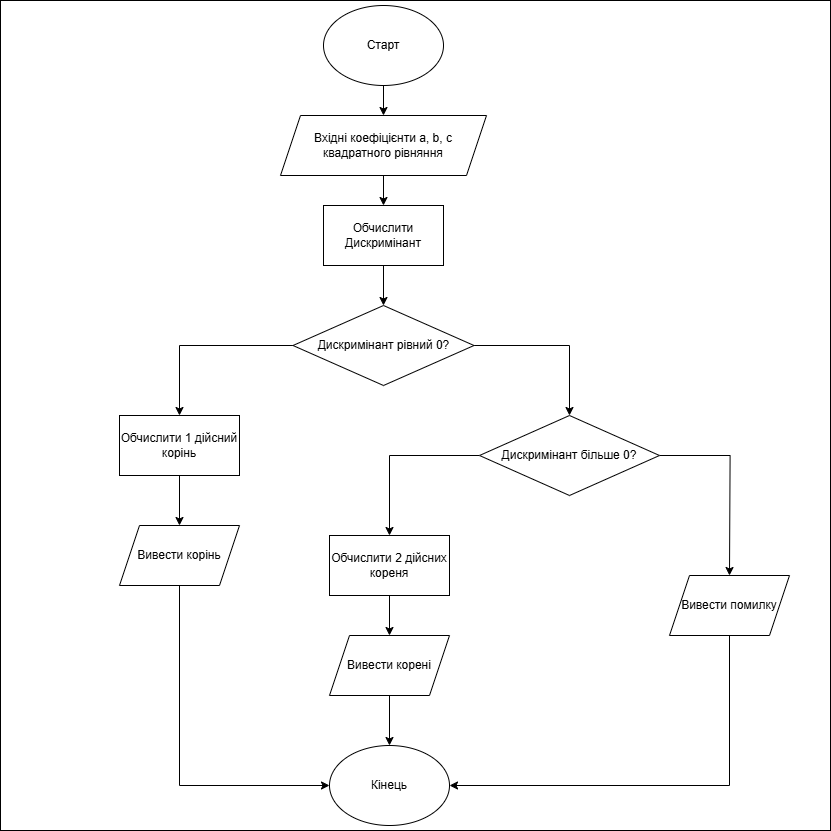 Старт
Вхідні коефіцієнти a, b, c
квадратного рівняння
Обчислити
Дискримінант
Дискримінант рівний 0?
Обчислити 1 дійсний
корінь
Дискримінант більше 0?
Вивести корінь
Обчислити 2 дійсних
кореня
Вивести помилку
Вивести корені
Кінець